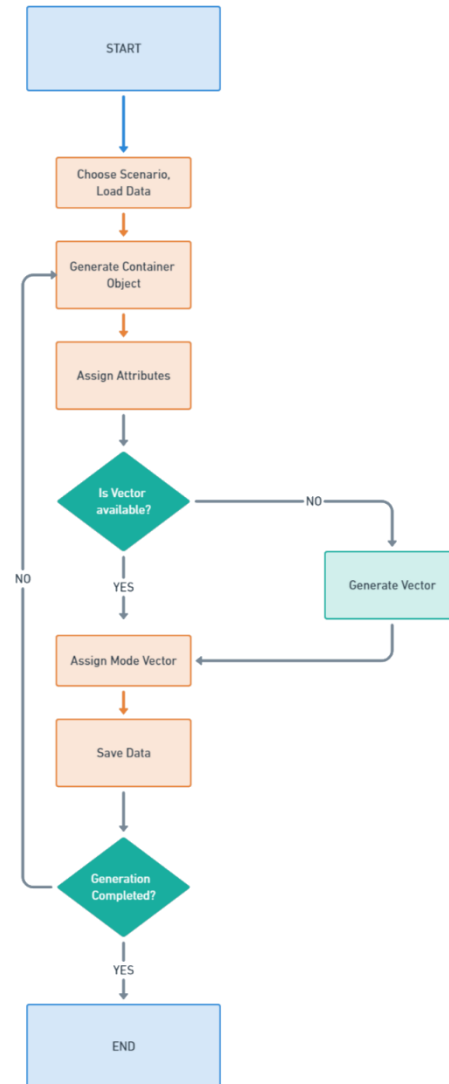 START
Choose Scenario,
Load Data
Generate Container
Object
Assign Attributes
Is Vector
available?
NO
Generate Vector
YES
NO
Assign Mode Vector
Save Data
Generation
Completed?
YES
END